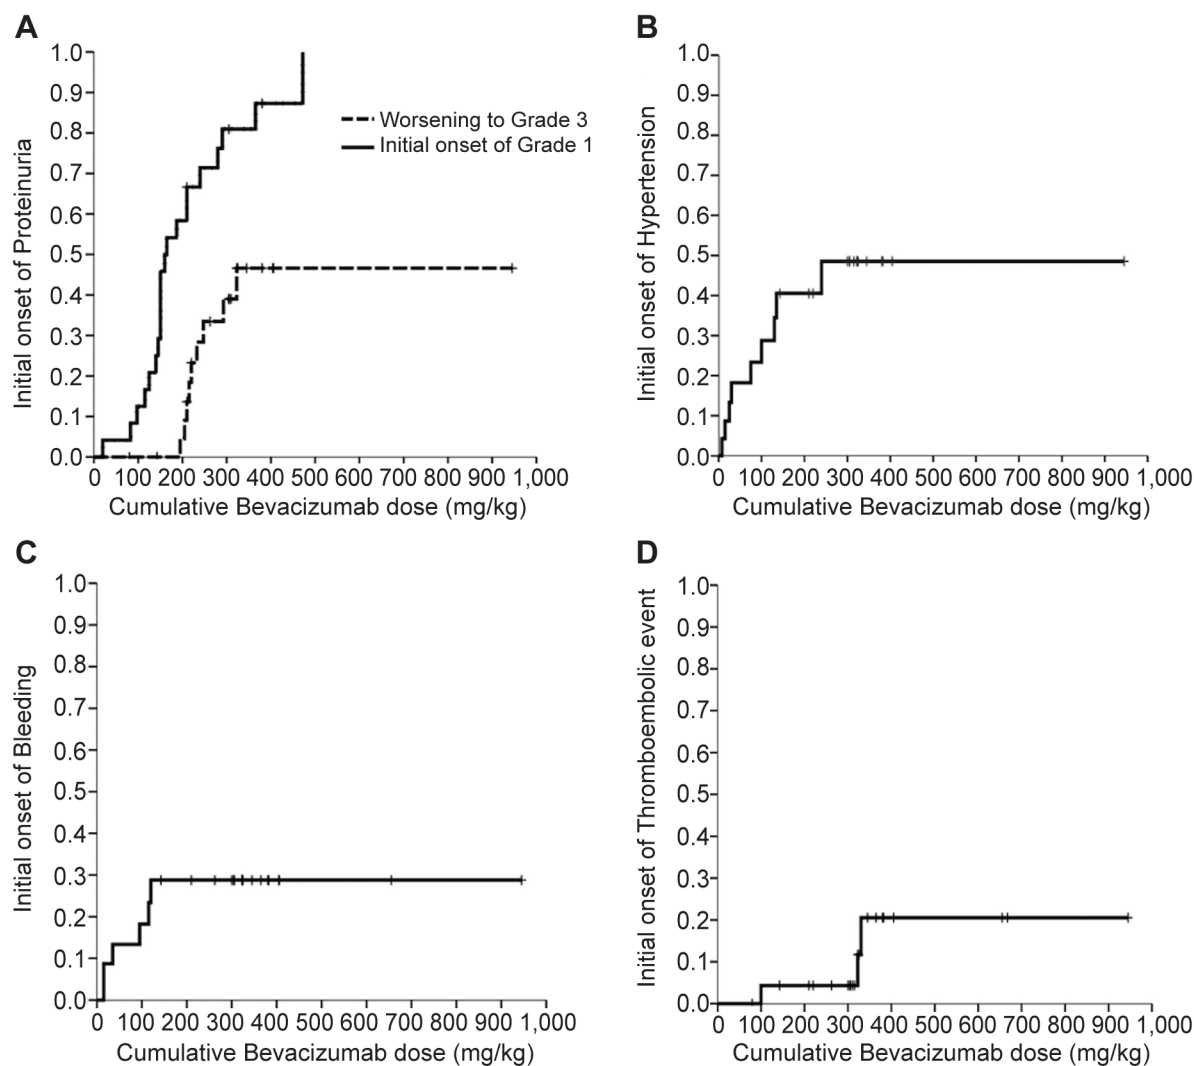 A
1.0
0.9
0.8
0.7
0.6
0.5
0.4
0.3
0.2
0.1
0.0
Initial onset of Proteinuria
Worsening to Grade 3
Initial onset of Grade 1
0 100 200 300 400 500 600 700 800 900 1,000
Cumulative Bevacizumab dose (mg/kg)
B
1.0
0.9
0.8
0.7
0.6
0.5
0.4
0.3
0.2
0.1
0.0
Initial onset of Hypertension
0 100 200 300 400 500 600 700 800 900 1,000
Cumulative Bevacizumab dose (mg/kg)
C
1.0
0.9
0.8
0.7
0.6
0.5
0.4
0.3
0.2
0.1
0.0
Initial onset of Bleeding
0 100 200 300 400 500 600 700 800 900 1,000
Cumulative Bevacizumab dose (mg/kg)
D
1.0
0.9
0.8
0.7
0.6
0.5
0.4
0.3
0.2
0.1
0.0
Initial onset of Thromboembolic event
0 100 200 300 400 500 600 700 800 900 1,000
Cumulative Bevacizumab dose (mg/kg)